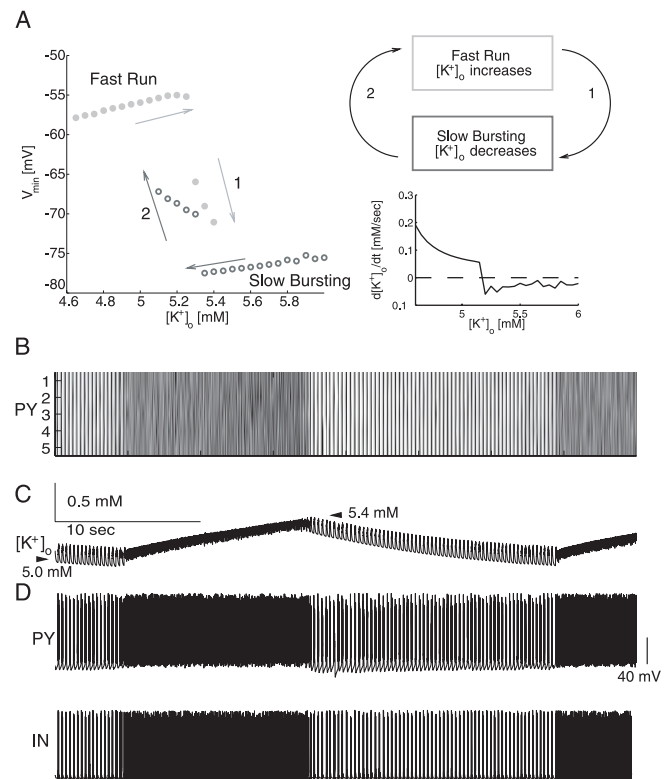 A
Fast Run
Slow Bursting
1
2
V_min [mV]
-50
-55
-60
-65
-70
-75
-80
4.6
4.8
5
5.2
5.4
5.6
5.8
[K⁺]ₒ [mM]
Fast Run
[K⁺]ₒ increases
2
1
Slow Bursting
[K⁺]ₒ decreases
d[K⁺]ₒ/dt [mM/sec]
0.3
0.2
0.1
0
0.1
5
5.5
6
[K⁺]ₒ [mM]
B
PY
1
2
3
4
5
C
0.5 mM
10 sec
[K⁺]ₒ
5.0 mM
5.4 mM
D
PY
40 mV
IN